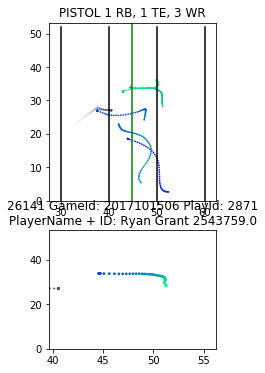 PISTOL 1 RB, 1 TE, 3 WR
50
40
30
20
10
0
30 40 50 60
26141 GameId: 2017101506 PlayId: 2871
PlayerName + ID: Ryan Grant 2543759.0
40
20
0
40 45 50 55